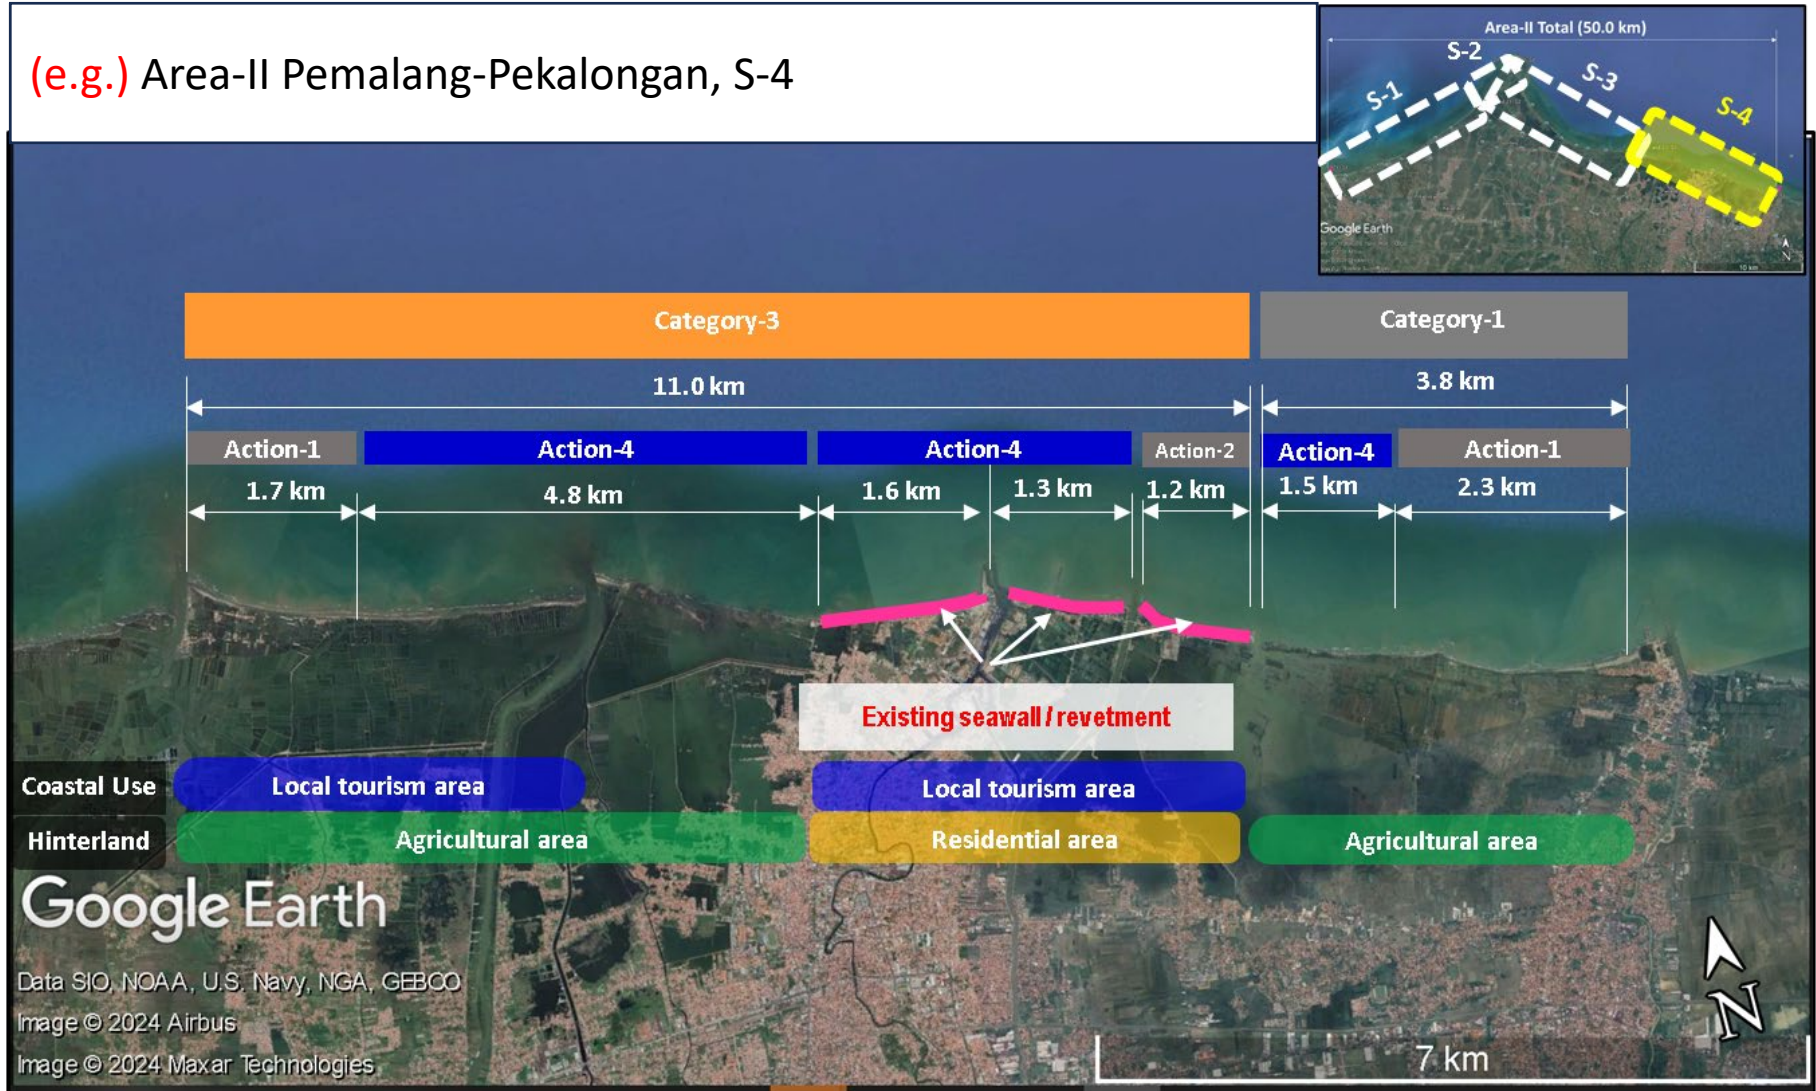 (e.g.) Area-II Pemalang-Pekalongan, S-4
Area-II Total (50.0 km)
S-1
S-2
S-3
S-4
Google Earth
10 km
N
Category-3
Category-1
11.0 km
3.8 km
Action-1
Action-4
Action-4
Action-2
Action-4
Action-1
1.7 km
4.8 km
1.6 km
1.3 km
1.2 km
1.5 km
2.3 km
Existing seawall / revetment
Coastal Use
Local tourism area
Local tourism area
Hinterland
Agricultural area
Residential area
Agricultural area
Google Earth
Data SIO, NOAA, U.S. Navy, NGA, GEBCO
Image © 2024 Airbus
Image © 2024 Maxar Technologies
7 km
N